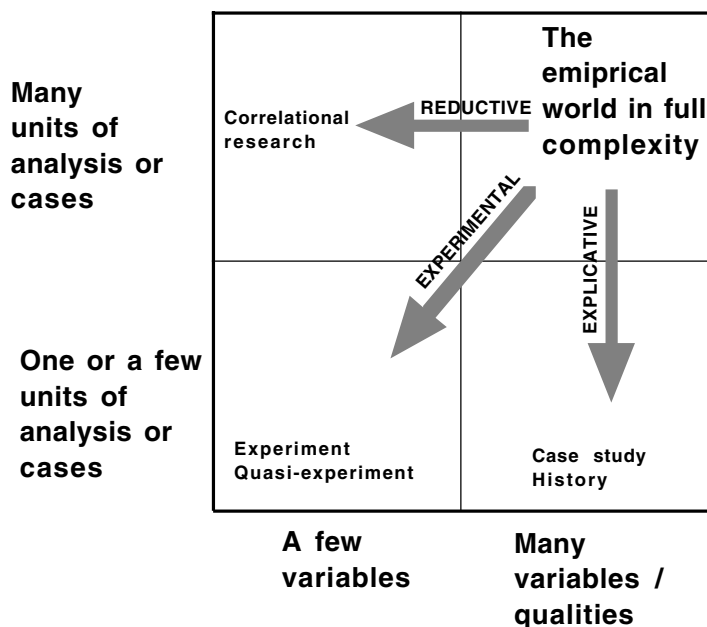 Many
units of
analysis or
cases
Correlational
research
REDUCTIVE
The
emiprical
world in full
complexity
EXPERIMENTAL
EXPLICATIVE
One or a few
units of
analysis or
cases
Experiment
Quasi-experiment
Case study
History
A few
variables
Many
variables /
qualities